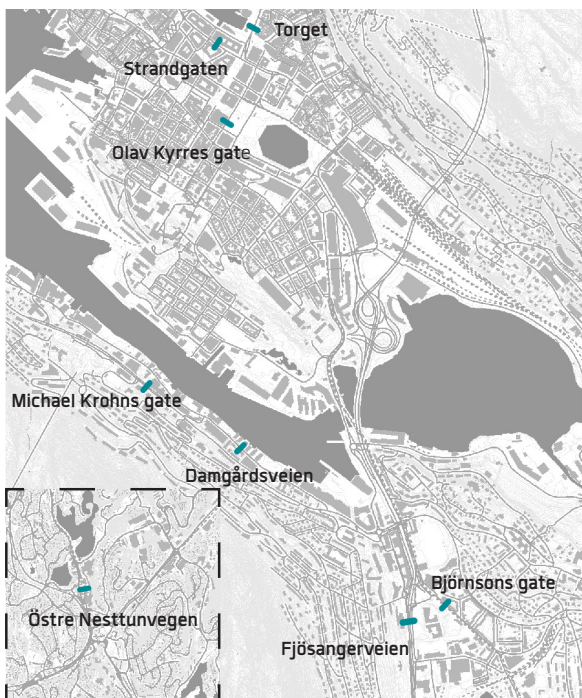 Torget
Strandgaten
Olav Kyrres gate
Michael Krohns gate
Damgårdsveien
Björnsons gate
Östre Nesttunvegen
Fjösangerveien